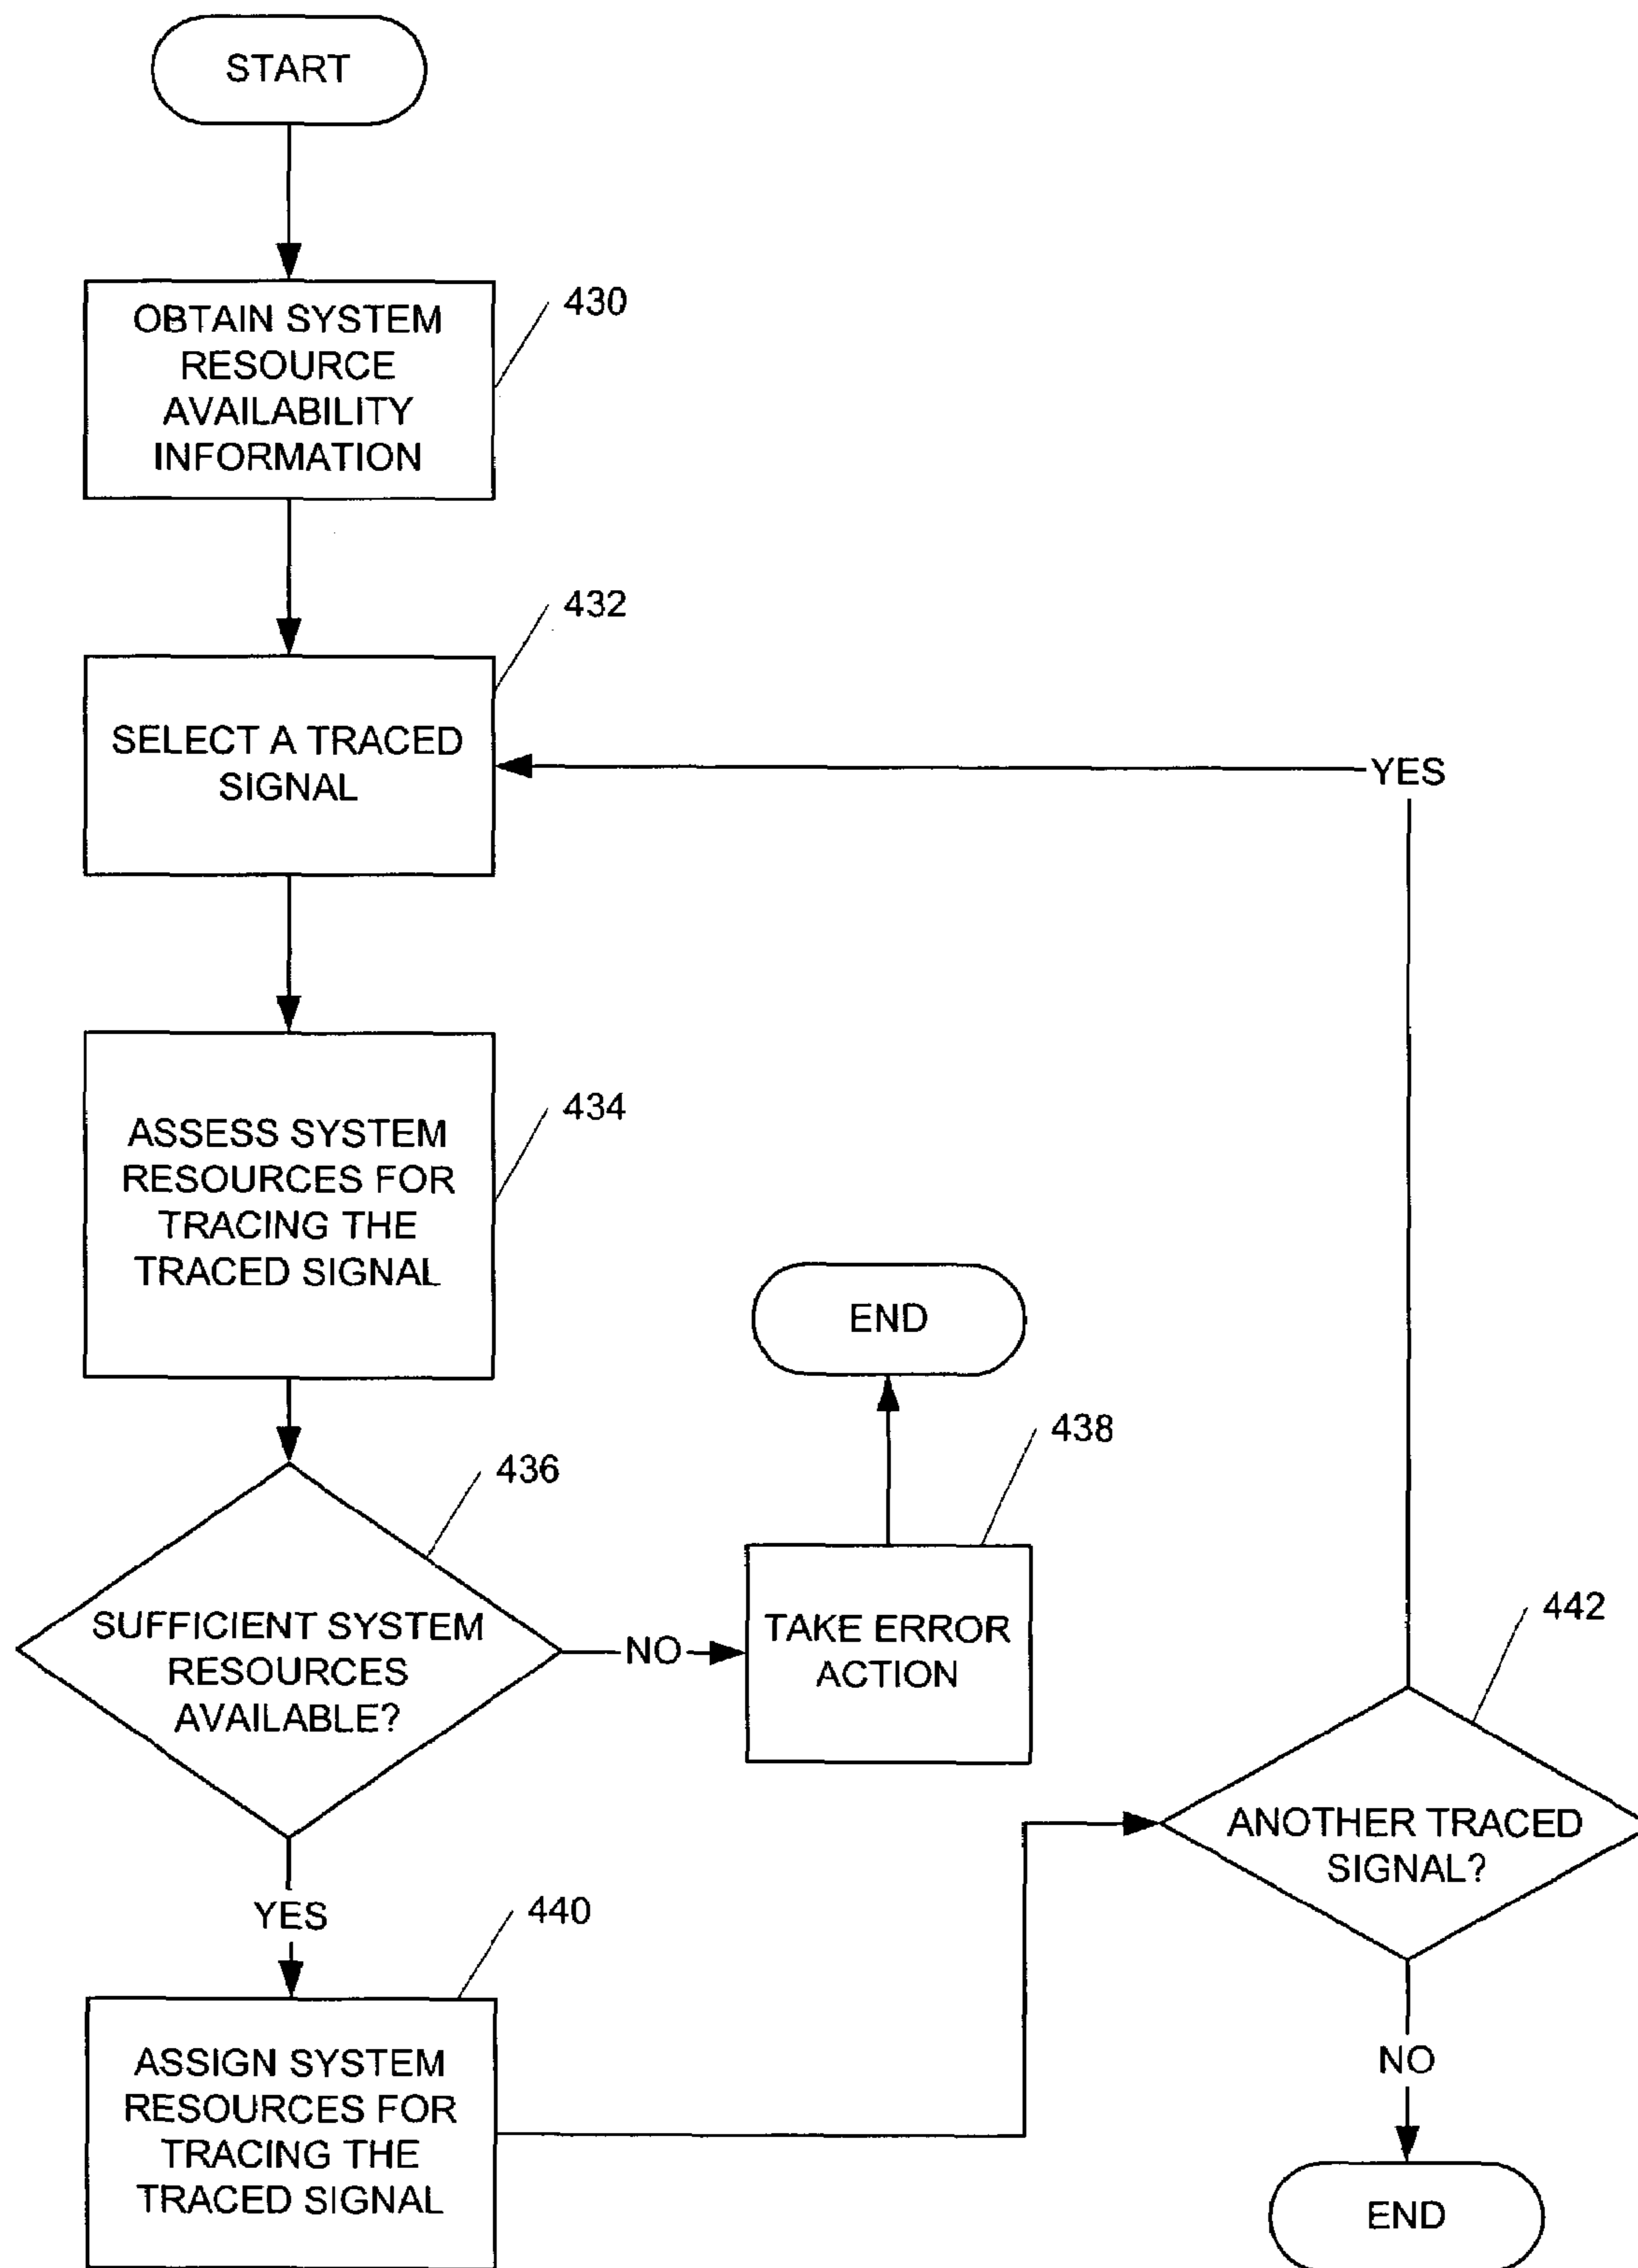 START
OBTAIN SYSTEM
RESOURCE
AVAILABILITY
INFORMATION
430
432
SELECT A TRACED
SIGNAL
YES
ASSESS SYSTEM
RESOURCES FOR
TRACING THE
TRACED SIGNAL
434
END
438
436
SUFFICIENT SYSTEM
RESOURCES
AVAILABLE?
NO
TAKE ERROR
ACTION
442
ANOTHER TRACED
SIGNAL?
YES
440
ASSIGN SYSTEM
RESOURCES FOR
TRACING THE
TRACED SIGNAL
NO
END